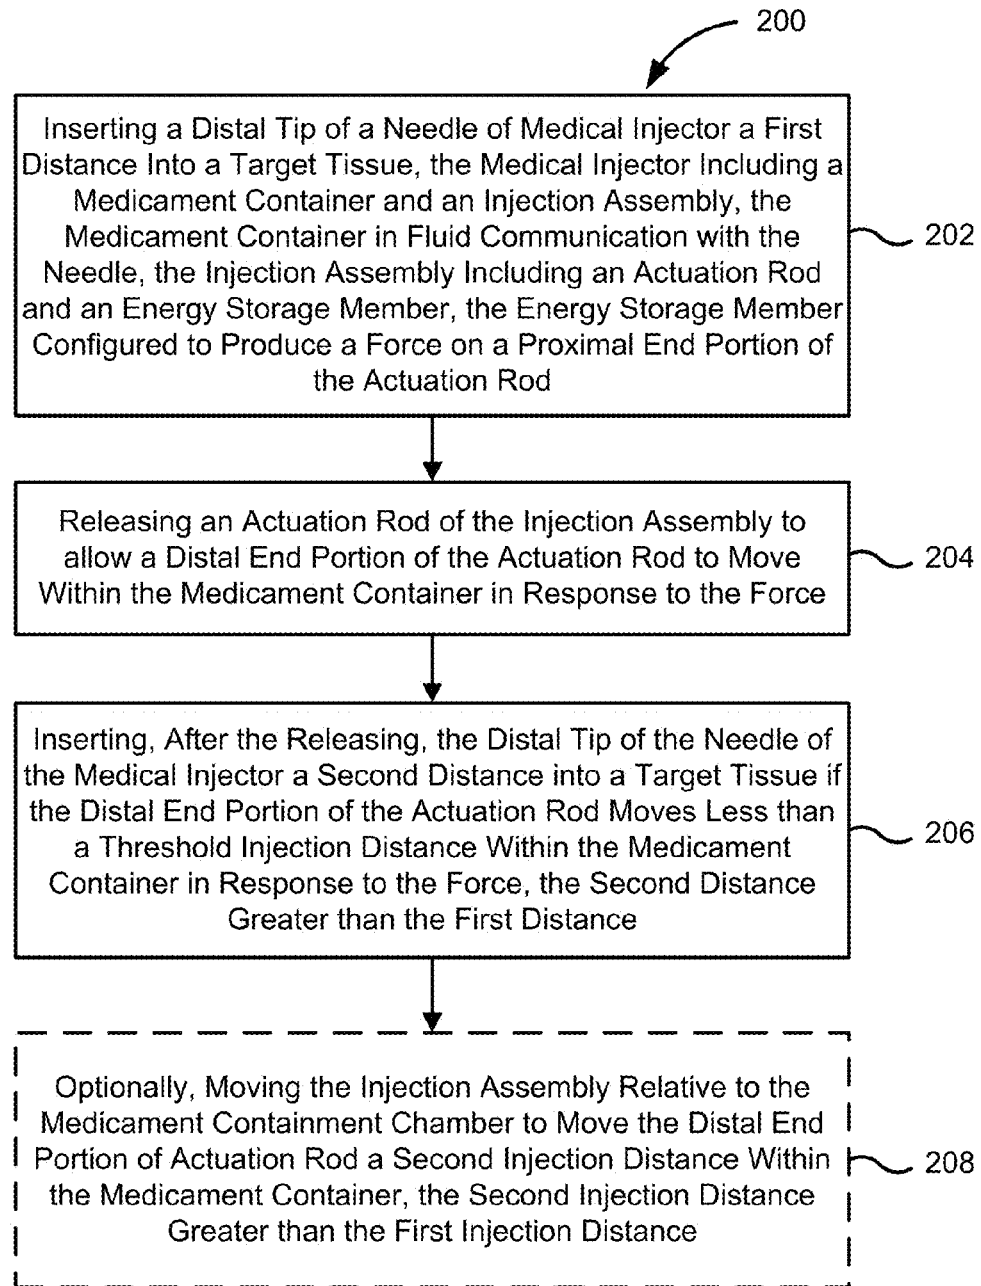 200
Inserting a Distal Tip of a Needle of Medical Injector a First
Distance Into a Target Tissue, the Medical Injector Including a
Medicament Container and an Injection Assembly, the
Medicament Container in Fluid Communication with the
Needle, the Injection Assembly Including an Actuation Rod
and an Energy Storage Member, the Energy Storage Member
Configured to Produce a Force on a Proximal End Portion of
the Actuation Rod
202
Releasing an Actuation Rod of the Injection Assembly to
allow a Distal End Portion of the Actuation Rod to Move
Within the Medicament Container in Response to the Force
204
Inserting, After the Releasing, the Distal Tip of the Needle of
the Medical Injector a Second Distance into a Target Tissue if
the Distal End Portion of the Actuation Rod Moves Less than
a Threshold Injection Distance Within the Medicament
Container in Response to the Force, the Second Distance
Greater than the First Distance
206
Optionally, Moving the Injection Assembly Relative to the
Medicament Containment Chamber to Move the Distal End
Portion of Actuation Rod a Second Injection Distance Within
the Medicament Container, the Second Injection Distance
Greater than the First Injection Distance
208